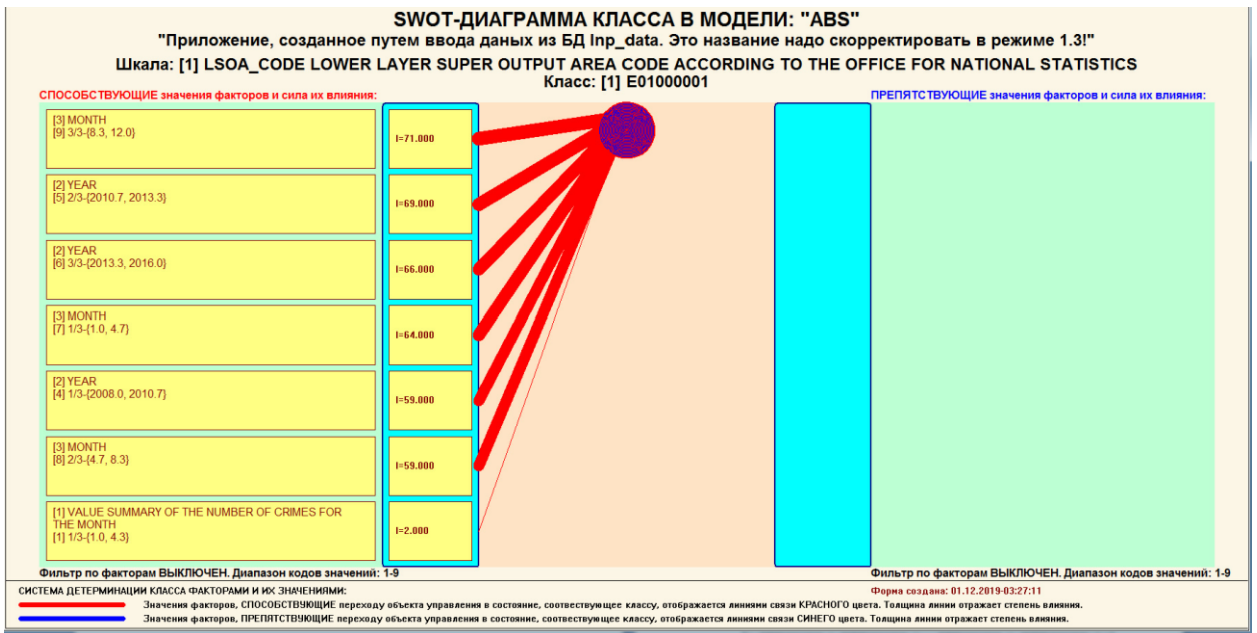 SWOT-ДИАГРАММА КЛАССА В МОДЕЛИ: "ABS"
"Приложение, созданное путем ввода даных из БД Inp_data. Это название надо скорректировать в режиме 1.3!"
Шкала: [1] LSOA_CODE LOWER LAYER SUPER OUTPUT AREA CODE ACCORDING TO THE OFFICE FOR NATIONAL STATISTICS
Класс: [1] E01000001
СПОСОБСТВУЮЩИЕ значения факторов и сила их влияния:
ПРЕПЯТСТВУЮЩИЕ значения факторов и сила их влияния:
[3] MONTH
[9] 3/3-{8.3, 12.0}
I=71.000
[2] YEAR
[5] 2/3-{2010.7, 2013.3}
I=69.000
[2] YEAR
[6] 3/3-{2013.3, 2016.0}
I=66.000
[3] MONTH
[7] 1/3-{1.0, 4.7}
I=64.000
[2] YEAR
[4] 1/3-{2008.0, 2010.7}
I=59.000
[3] MONTH
[8] 2/3-{4.7, 8.3}
I=59.000
[1] VALUE SUMMARY OF THE NUMBER OF CRIMES FOR
THE MONTH
[1] 1/3-{1.0, 4.3}
I=2.000
Фильтр по факторам ВЫКЛЮЧЕН. Диапазон кодов значений: 1-9
Фильтр по факторам ВЫКЛЮЧЕН. Диапазон кодов значений: 1-9
СИСТЕМА ДЕТЕРМИНАЦИИ КЛАССА ФАКТОРАМИ И ИХ ЗНАЧЕНИЯМИ:
Форма создана: 01.12.2019-03:27:11
Значения факторов, СПОСОБСТВУЮЩИЕ переходу объекта управления в состояние, соотвествующее классу, отображается линиями связи КРАСНОГО цвета. Толщина линии отражает степень влияния.
Значения факторов, ПРЕПЯТСТВУЮЩИЕ переходу объекта управления в состояние, соотвествующее классу, отображается линиями связи СИНЕГО цвета. Толщина линии отражает степень влияния.